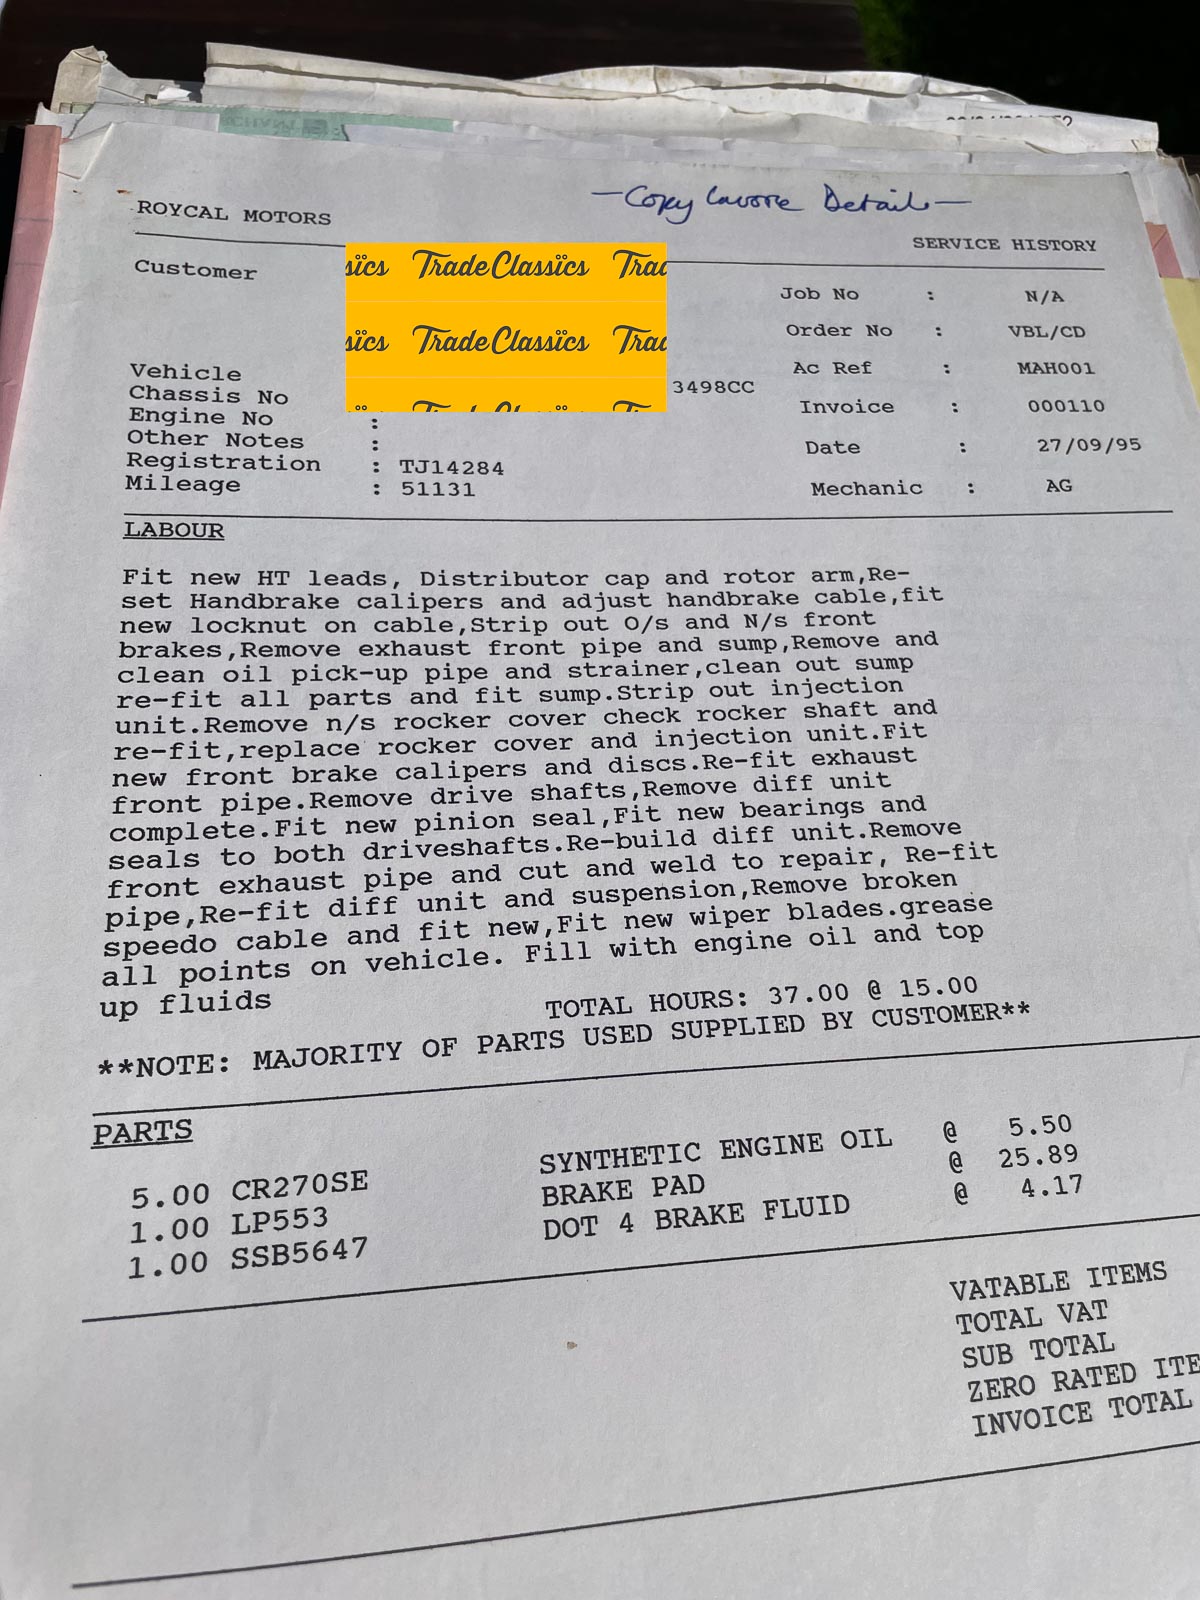 —Copy Labour Details—
ROYCAL MOTORS
SERVICE HISTORY
Customer
sics TradeClassics Trad
sics TradeClassics Trad
Job No : N/A
Order No : VBL/CD
Ac Ref : MAH001
Invoice : 000110
Date : 27/09/95
Mechanic : AG
Vehicle
Chassis No 3498CC
Engine No :
Other Notes :
Registration : TJ14284
Mileage : 51131
LABOUR
Fit new HT leads, Distributor cap and rotor arm,Re-
set Handbrake calipers and adjust handbrake cable,fit
new locknut on cable,Strip out O/s and N/s front
brakes,Remove exhaust front pipe and sump,Remove and
clean oil pick-up pipe and strainer,clean out sump
re-fit all parts and fit sump.Strip out injection
unit.Remove n/s rocker cover check rocker shaft and
re-fit,replace rocker cover and injection unit.Fit
new front brake calipers and discs.Re-fit exhaust
front pipe.Remove drive shafts,Remove diff unit
complete.Fit new pinion seal,Fit new bearings and
seals to both driveshafts.Re-build diff unit.Remove
front exhaust pipe and cut and weld to repair, Re-fit
pipe,Re-fit diff unit and suspension,Remove broken
speedo cable and fit new,Fit new wiper blades.grease
all points on vehicle. Fill with engine oil and top
up fluids
TOTAL HOURS: 37.00 @ 15.00
**NOTE: MAJORITY OF PARTS USED SUPPLIED BY CUSTOMER**
PARTS
5.00 CR270SE SYNTHETIC ENGINE OIL @ 5.50
1.00 LP553 BRAKE PAD @ 25.89
1.00 SSB5647 DOT 4 BRAKE FLUID @ 4.17
VATABLE ITEMS
TOTAL VAT
SUB TOTAL
ZERO RATED ITE
INVOICE TOTAL